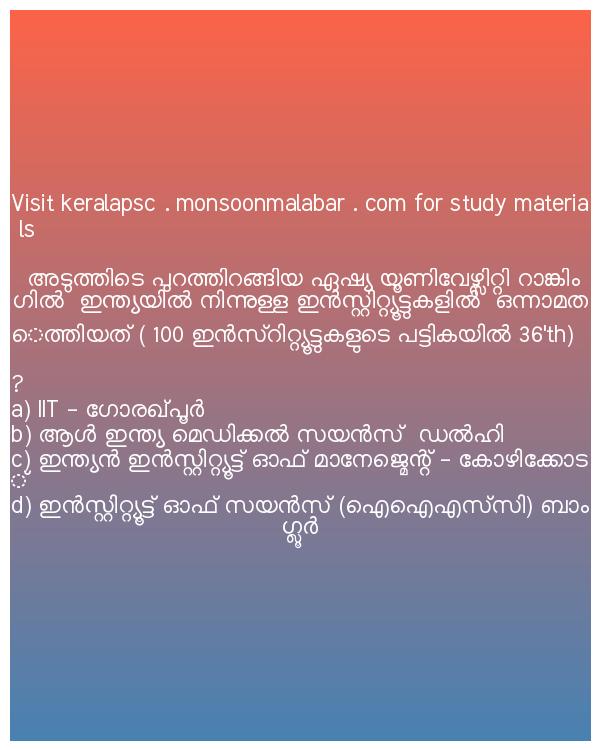 Visit keralapsc . monsoonmalabar . com for study materia
ls
അടുത്തിടെ പുറത്തിറങ്ങിയ ഏഷ്യ യൂണിവേഴ്സിറ്റി റാങ്കിം
ഗിൽ ഇന്ത്യയിൽ നിന്നുള്ള ഇൻസ്റ്റിറ്റ്യൂട്ടുകളിൽ ഒന്നാമത
െത്തിയത് ( 100 ഇൻസ്റിറ്റ്യൂട്ടുകളുടെ പട്ടികയിൽ 36'th)
?
a) IIT - ഗോരഖ്പൂർ
b) ആൾ ഇന്ത്യ മെഡിക്കൽ സയൻസ് ഡൽഹി
c) ഇന്ത്യൻ ഇൻസ്റ്റിറ്റ്യൂട്ട് ഓഫ് മാനേജ്മെന്റ് - കോഴിക്കോട
്
d) ഇൻസ്റ്റിറ്റ്യൂട്ട് ഓഫ് സയൻസ് (ഐഐഎസ്സി) ബാം
ഗ്ലൂർ